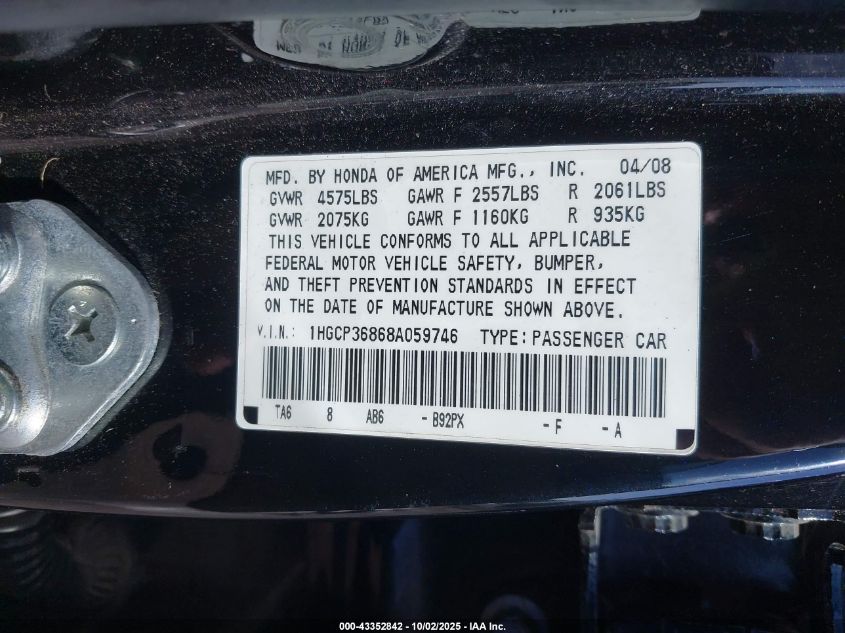 MFD. BY HONDA OF AMERICA MFG., INC. 04/08
GVWR 4575LBS GAWR F 2557LBS R 2061LBS
GVWR 2075KG GAWR F 1160KG R 935KG
THIS VEHICLE CONFORMS TO ALL APPLICABLE
FEDERAL MOTOR VEHICLE SAFETY, BUMPER,
AND THEFT PREVENTION STANDARDS IN EFFECT
ON THE DATE OF MANUFACTURE SHOWN ABOVE.
V.I.N.: 1HGCP36868A059746 TYPE: PASSENGER CAR
TA6 8 AB6 - B92PX - F - A
000-43352842 - 10/02/2025 - IAA Inc.